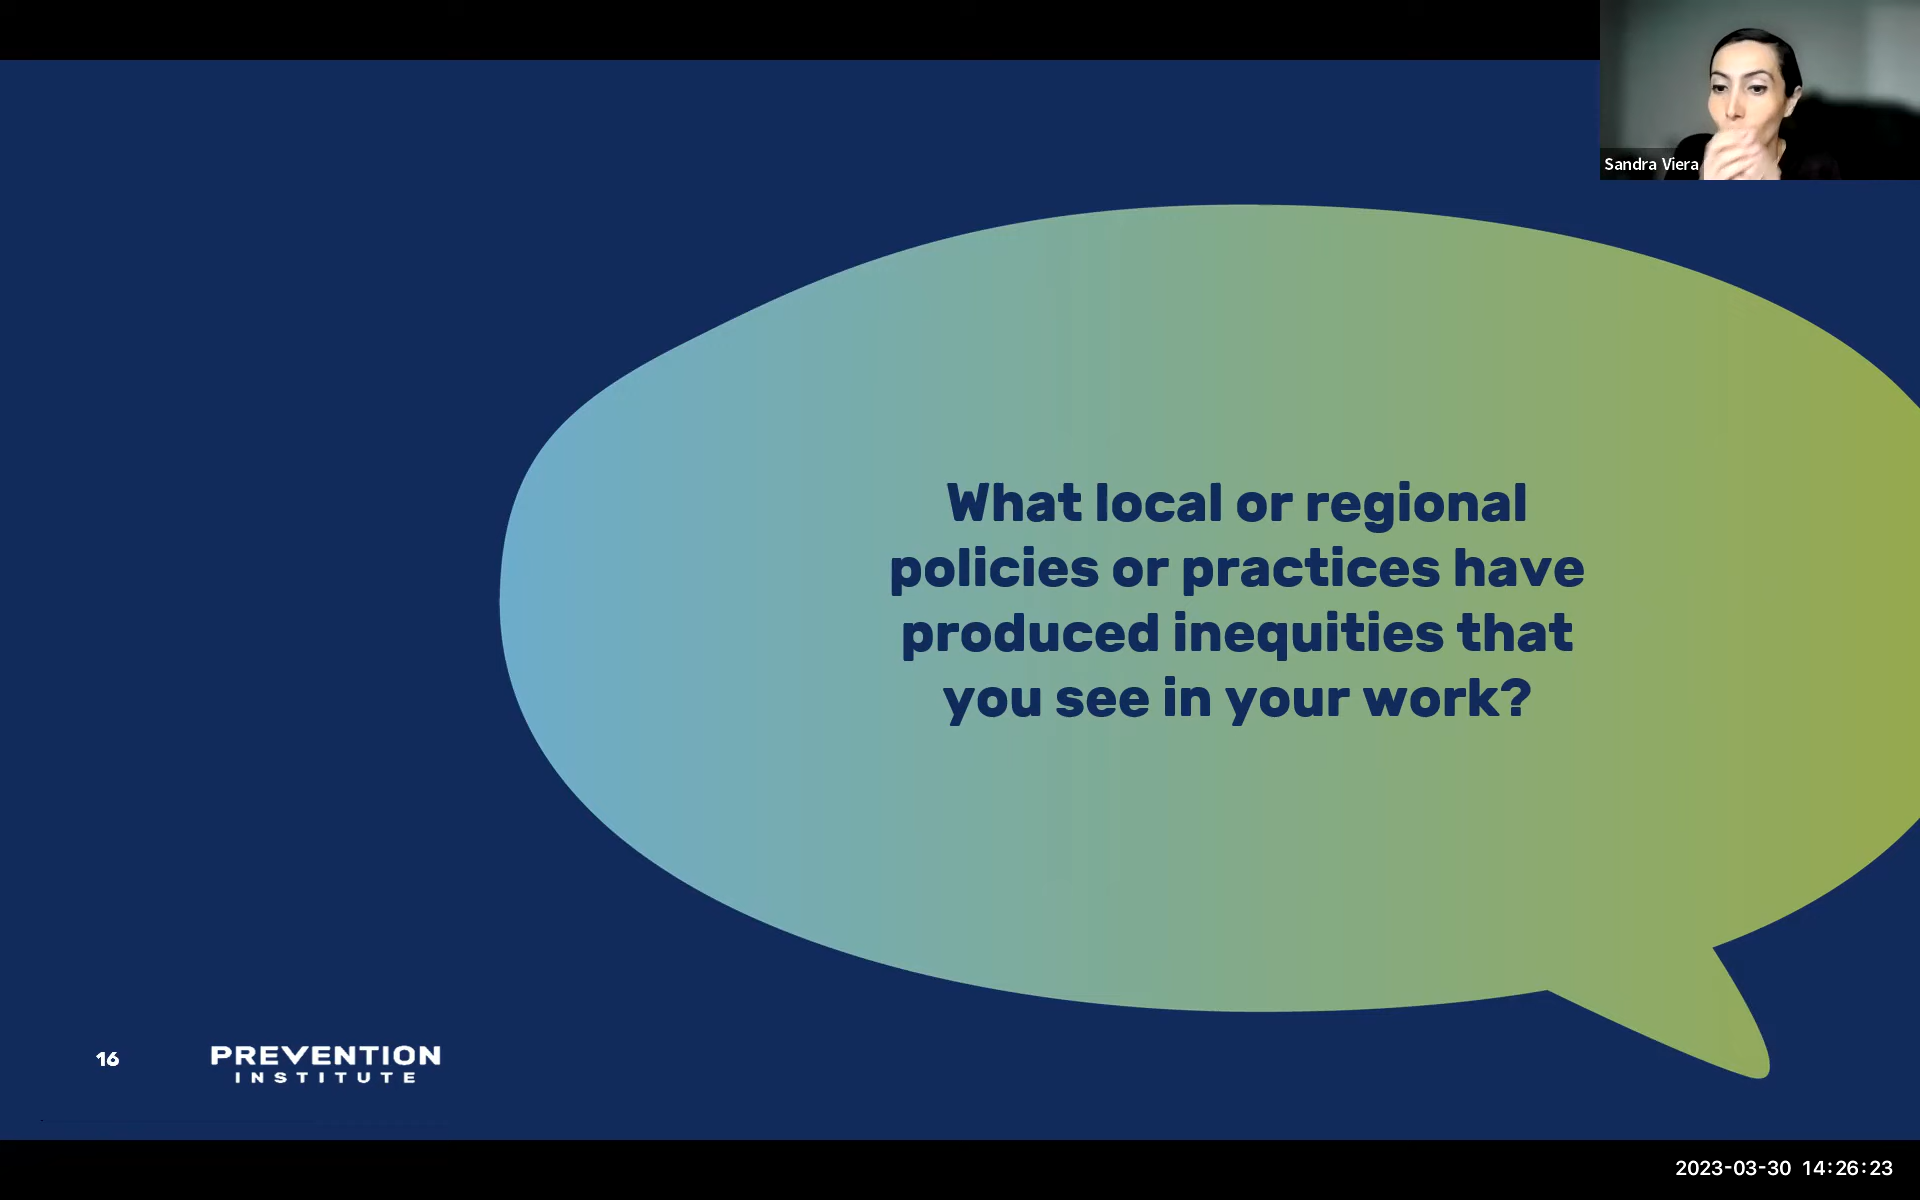 Sandra Viera
What local or regional
policies or practices have
produced inequities that
you see in your work?
16
PREVENTION
INSTITUTE
2023-03-30 14:26:23